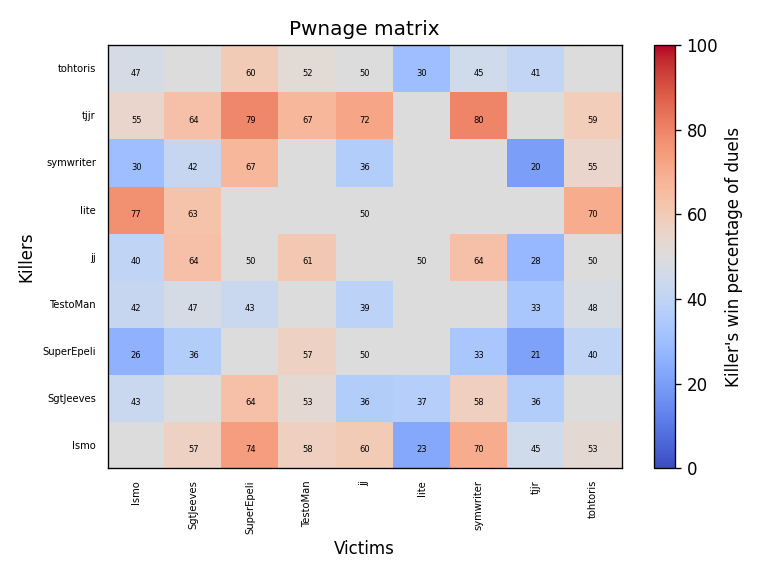 Pwnage matrix
tohtoris 47 60 52 50 30 45 41
tjjr 55 64 79 67 72 80 59
symwriter 30 42 67 36 20 55
lite 77 63 50 70
jj 40 64 50 61 50 64 28 50
TestoMan 42 47 43 39 33 48
SuperEpeli 26 36 57 50 33 21 40
SgtJeeves 43 64 53 36 37 58 36
Ismo 57 74 58 60 23 70 45 53
Ismo SgtJeeves SuperEpeli TestoMan jj lite symwriter tjjr tohtoris
Victims
Killers
100
80
60
40
20
0
Killer's win percentage of duels